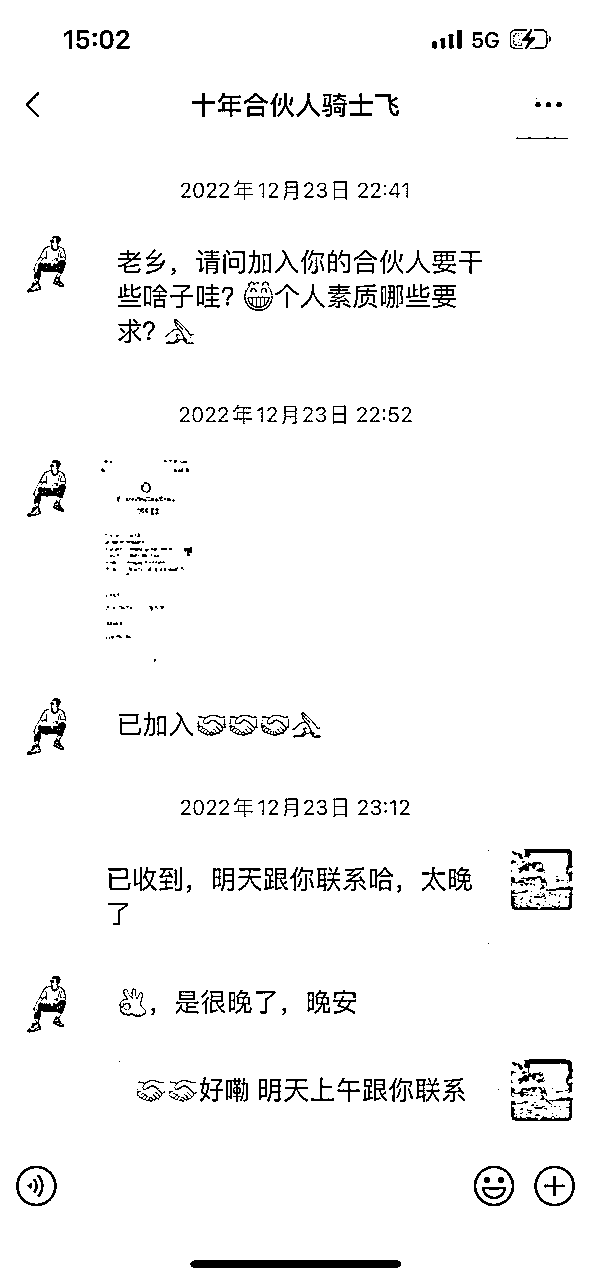 15:02
5G
十年合伙人骑士飞
2022年12月23日 22:41
老乡，请问加入你的合伙人要干
些啥子哇？😁个人素质哪些要
求？🙏
2022年12月23日 22:52
已加入🤝🤝🤝🙏
2022年12月23日 23:12
已收到，明天跟你联系哈，太晚
了
👌，是很晚了，晚安
🤝🤝好嘞 明天上午跟你联系